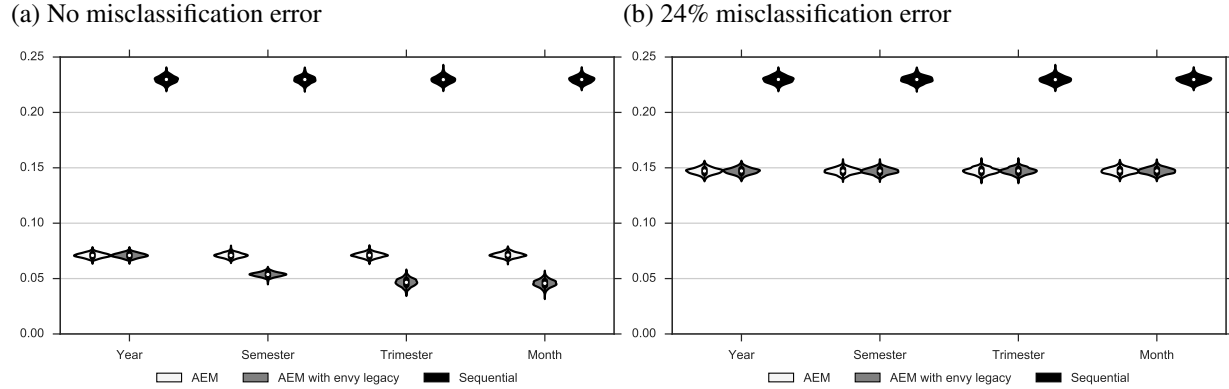 (a) No misclassification error
0.25
0.20
0.15
0.10
0.05
0.00
Year Semester Trimester Month
AEM AEM with envy legacy Sequential
(b) 24% misclassification error
0.25
0.20
0.15
0.10
0.05
0.00
Year Semester Trimester Month
AEM AEM with envy legacy Sequential